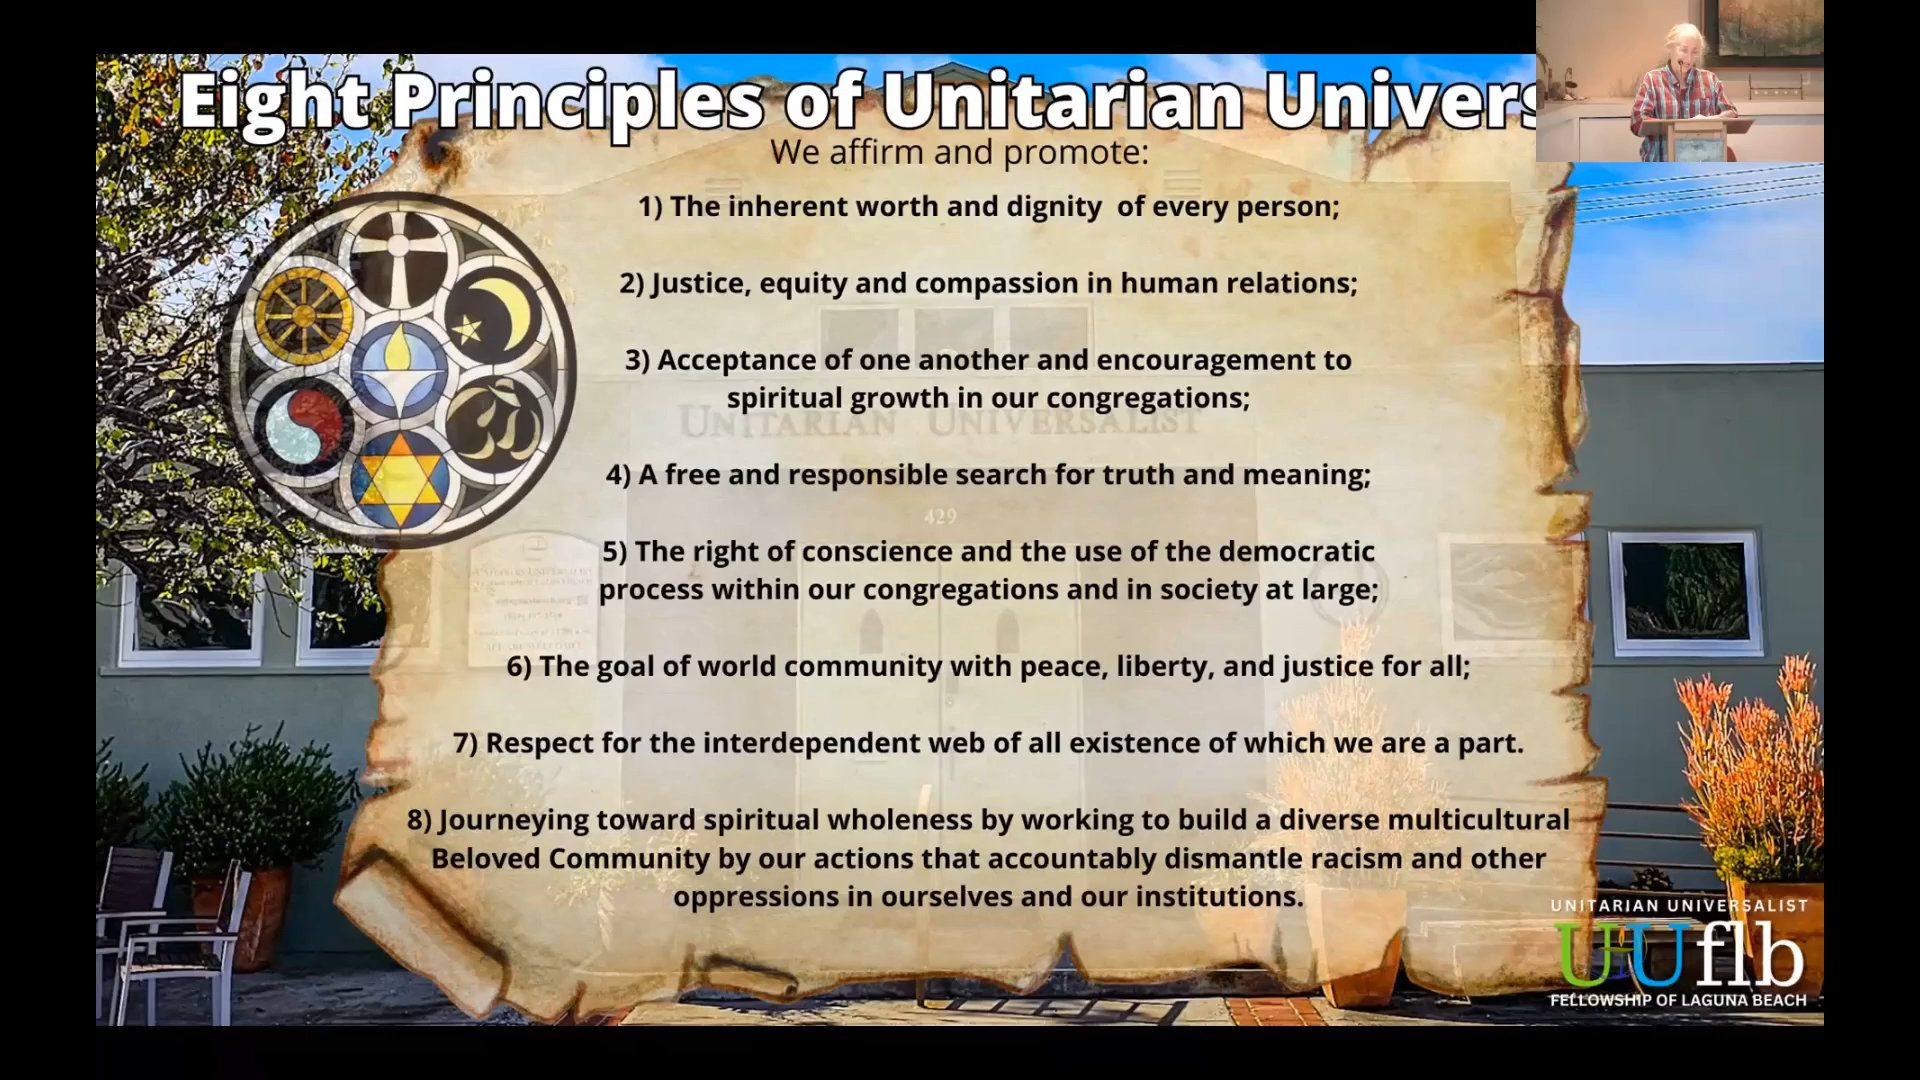 Eight Principles of Unitarian Univers
We affirm and promote:
1) The inherent worth and dignity  of every person;
2) Justice, equity and compassion in human relations;
3) Acceptance of one another and encouragement to
spiritual growth in our congregations;
UNITARIAN UNIVERSALIST
4) A free and responsible search for truth and meaning;
429
5) The right of conscience and the use of the democratic
process within our congregations and in society at large;
6) The goal of world community with peace, liberty, and justice for all;
7) Respect for the interdependent web of all existence of which we are a part.
8) Journeying toward spiritual wholeness by working to build a diverse multicultural
Beloved Community by our actions that accountably dismantle racism and other
oppressions in ourselves and our institutions.
UNITARIAN UNIVERSALIST
UUflb
FELLOWSHIP OF LAGUNA BEACH